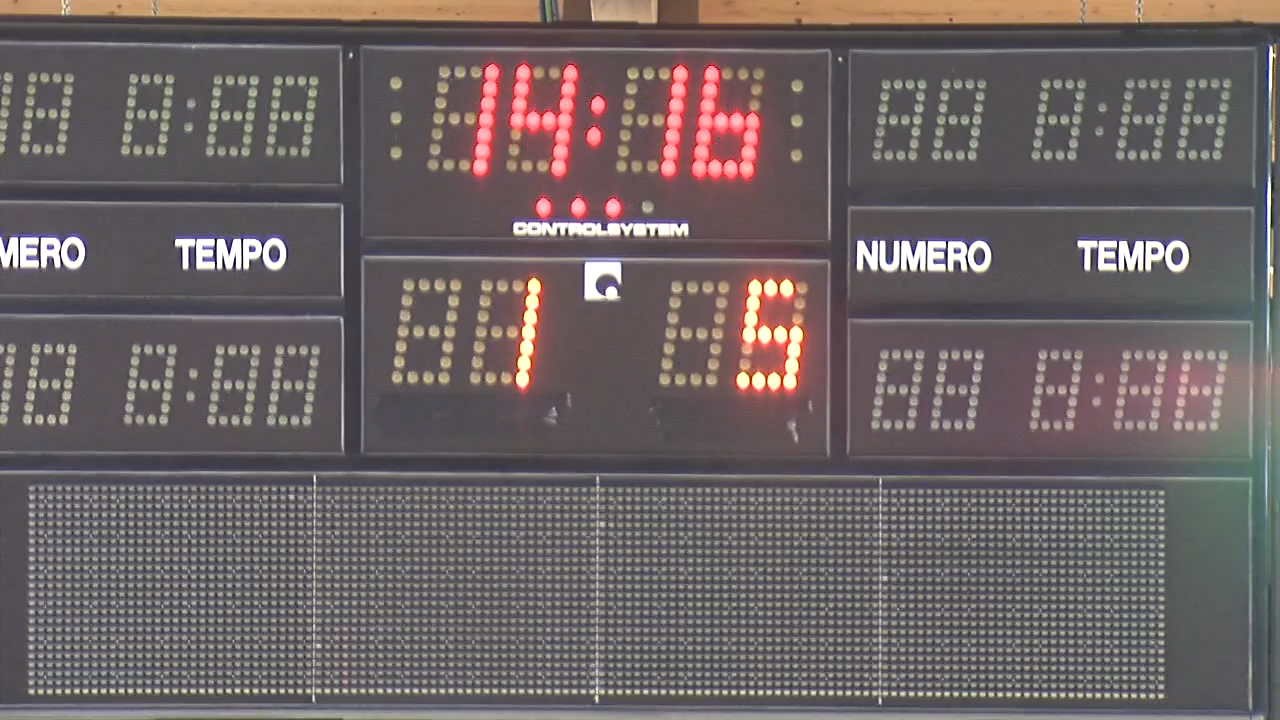 14:16
CONTROLSYSTEM
MERO TEMPO
NUMERO TEMPO
1 5